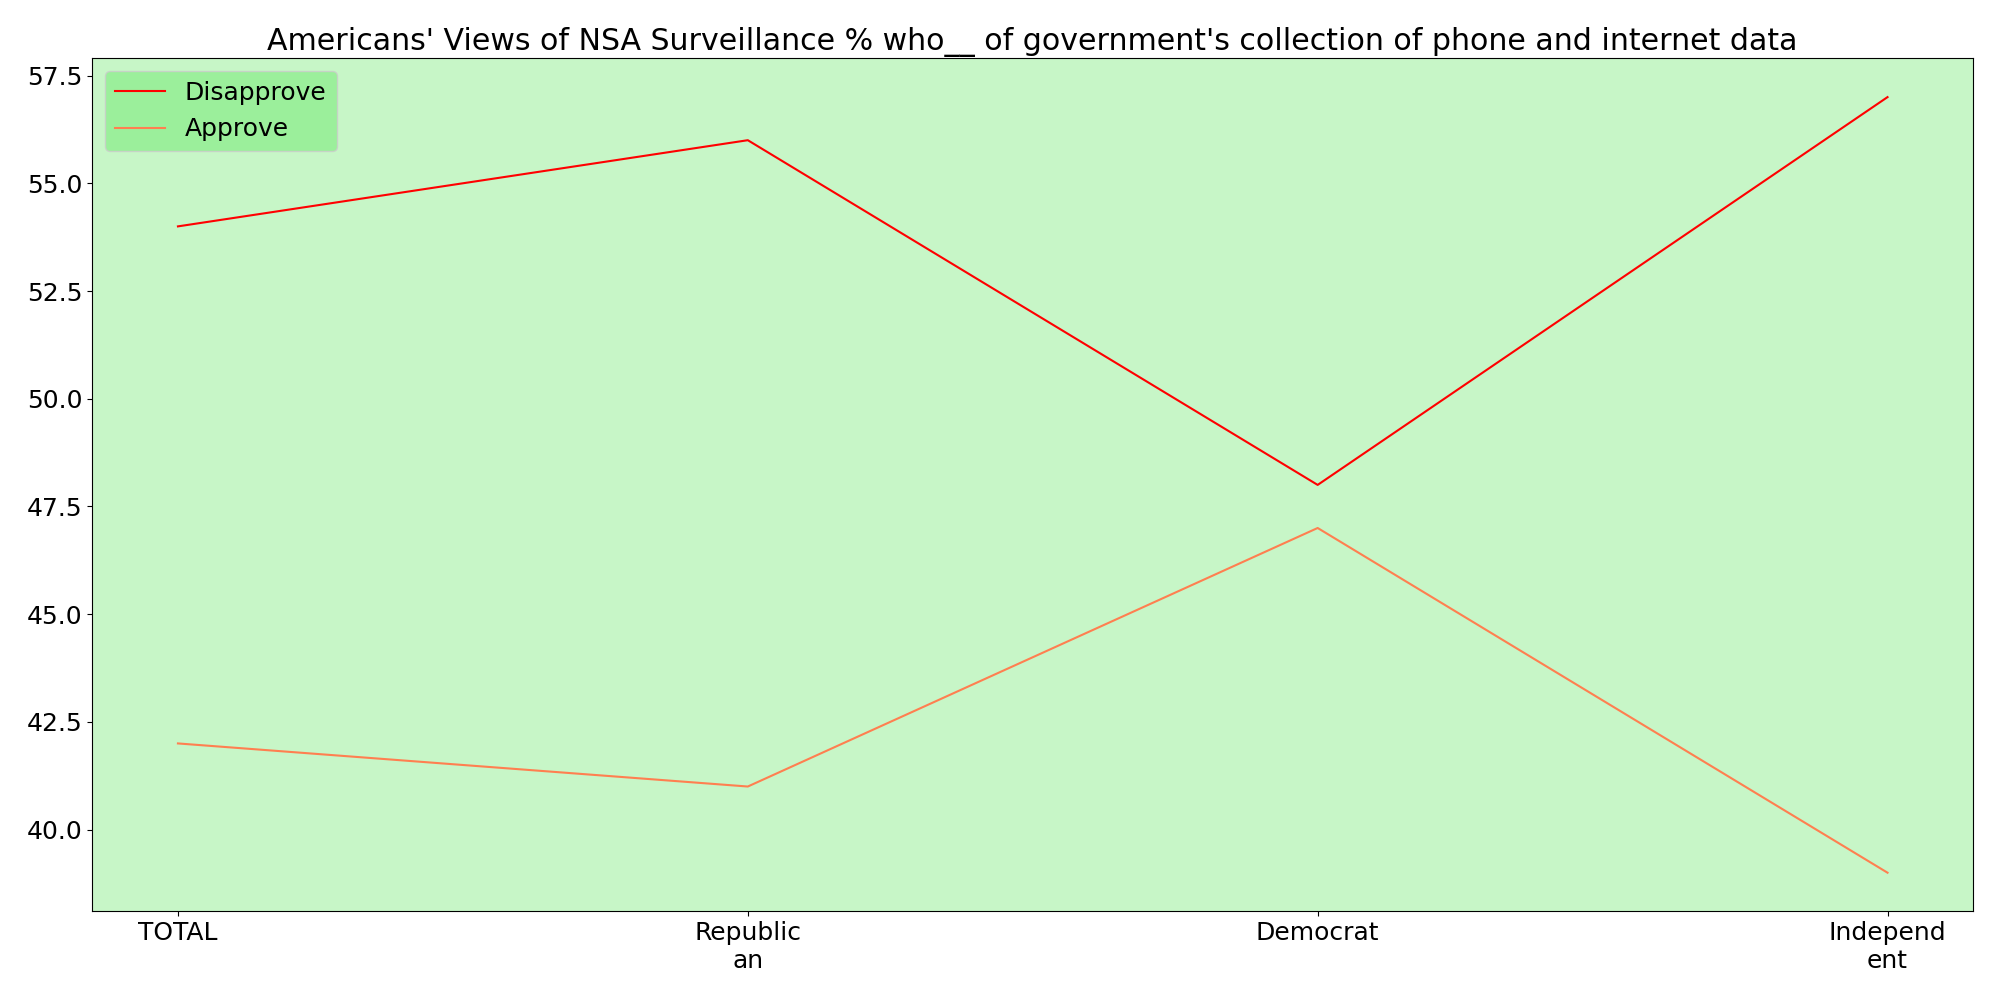 Americans' Views of NSA Surveillance % who__ of government's collection of phone and internet data
57.5
55.0
52.5
50.0
47.5
45.0
42.5
40.0
Disapprove
Approve
TOTAL
Republic
an
Democrat
Independ
ent